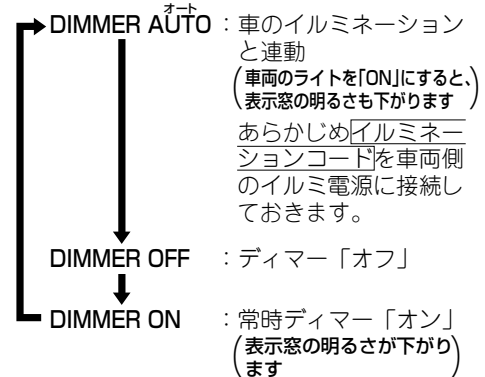 オート
DIMMER AUTO：車のイルミネーション
と連動
(車両のライトを「ON」にすると、
表示窓の明るさも下がります)
あらかじめイルミネー
ションコードを車両側
のイルミ電源に接続し
ておきます。
DIMMER OFF：ディマー「オフ」
DIMMER ON：常時ディマー「オン」
(表示窓の明るさが下がり
ます)